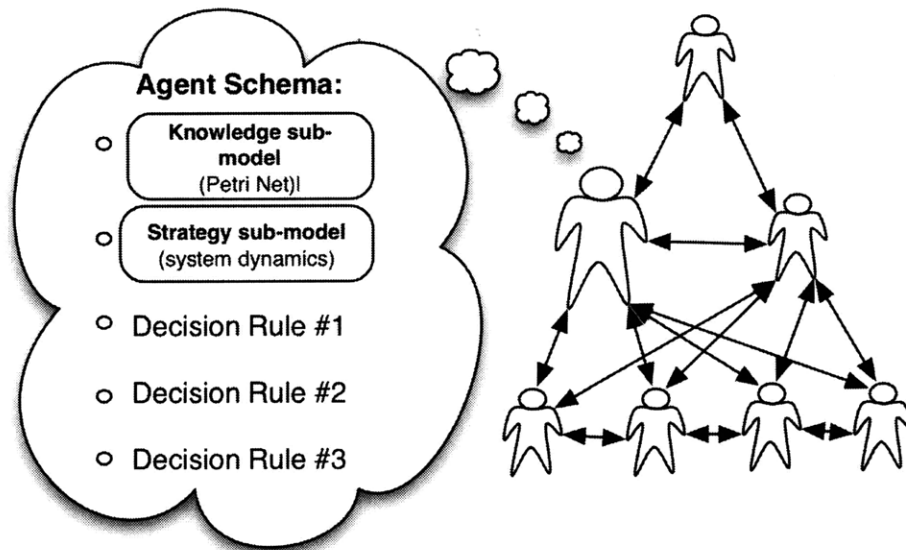 Agent Schema:
Knowledge sub-
model
(Petri Net)l
Strategy sub-model
(system dynamics)
Decision Rule #1
Decision Rule #2
Decision Rule #3